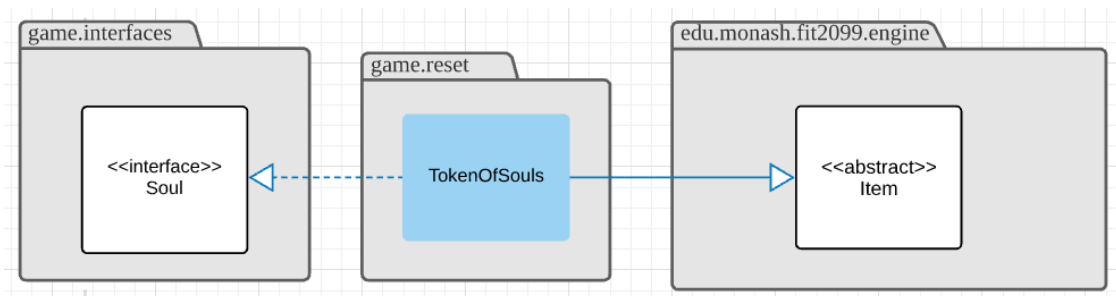 game.interfaces
<<interface>>
Soul
game.reset
TokenOfSouls
edu.monash.fit2099.engine
<<abstract>>
Item